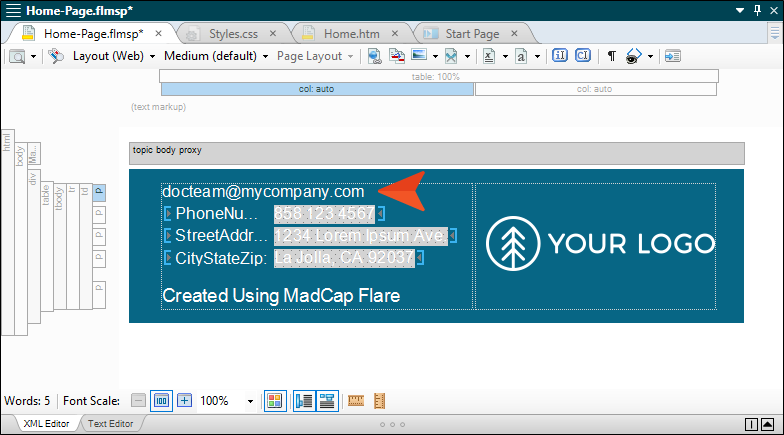 Home-Page.flmsp*
Home-Page.flmsp* Styles.css Home.htm Start Page
Layout (Web) Medium (default) Page Layout
table: 100%
col: auto col: auto
(text markup)
html body Ma... div table tbody tr td p p p p p
topic body proxy
docteam@mycompany.com
PhoneNu... 858 123 4567
StreetAddr... 1234 Lorem Ipsum Ave.
CityStateZip: La Jolla, CA 92037
YOUR LOGO
Created Using MadCap Flare
Words: 5 Font Scale: 100 100%
XML Editor Text Editor